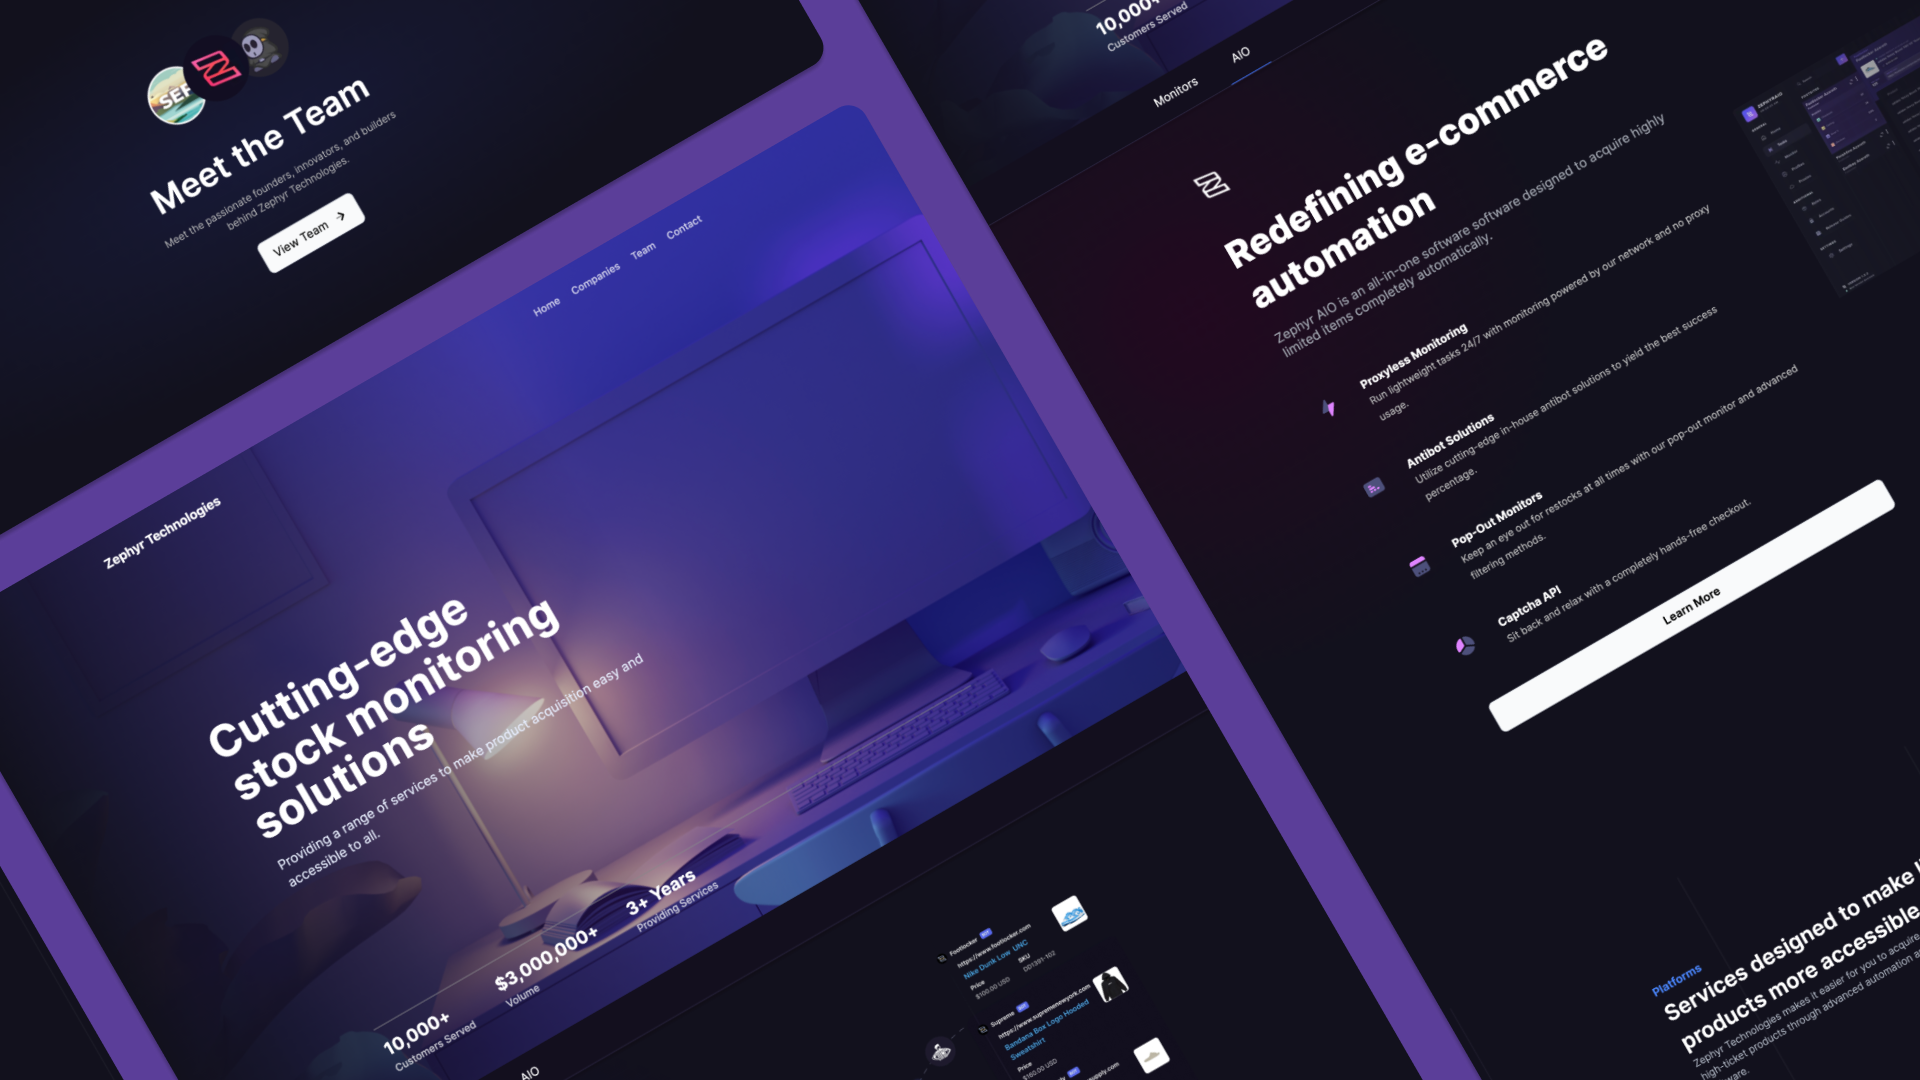 SEF
Meet the Team
Meet the passionate founders, innovators, and builders
behind Zephyr Technologies.
View Team
Zephyr Technologies
Home
Companies
Team
Contact
Cutting-edge
stock monitoring
solutions
Providing a range of services to make product acquisition easy and
accessible to all.
10,000+
Customers Served
$3,000,000+
Volume
3+ Years
Providing Services
AIO
Footlocker
https://www.footlocker.com
Nike Dunk Low UNC
Price
SKU
$100.00 USD
DD1391-102
Supreme
https://www.supremenewyork.com
Bandana Box Logo Hooded
Sweatshirt
Price
$160.00 USD
10,000+
Customers Served
Monitors
AIO
Redefining e-commerce
automation
Zephyr AIO is an all-in-one software software designed to acquire highly
limited items completely automatically.
Proxyless Monitoring
Run lightweight tasks 24/7 with monitoring powered by our network and no proxy
usage.
Antibot Solutions
Utilize cutting-edge in-house antibot solutions to yield the best success
percentage.
Pop-Out Monitors
Keep an eye out for restocks at all times with our pop-out monitor and advanced
filtering methods.
Captcha API
Sit back and relax with a completely hands-free checkout.
Learn More
Platforms
Services designed to make
products more accessible
Zephyr Technologies makes it easier for you to acquire
high-ticket products through advanced automation